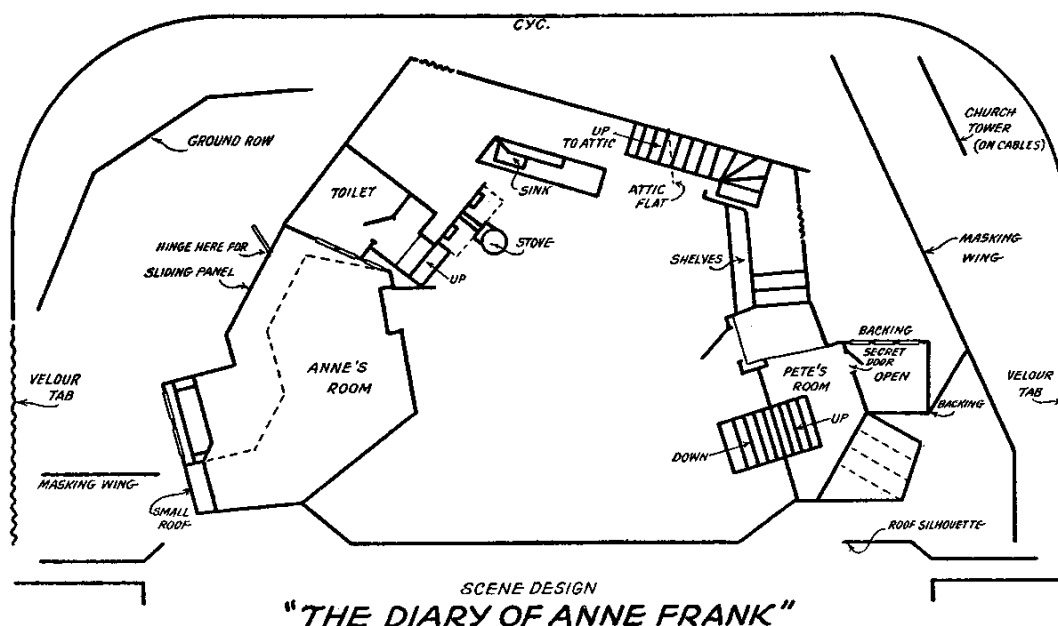 CYC.
GROUND ROW
UP
TO ATTIC
CHURCH
TOWER
(ON CABLES)
TOILET
SINK
ATTIC
FLAT
HINGE HERE FOR
SLIDING PANEL
STOVE
UP
SHELVES
MASKING
WING
BACKING
SECRET
DOOR
OPEN
VELOUR
TAB
ANNE'S
ROOM
PETE'S
ROOM
VELOUR
TAB
BACKING
UP
DOWN
MASKING WING
SMALL
ROOF
ROOF SILHOUETTE
SCENE DESIGN
"THE DIARY OF ANNE FRANK"